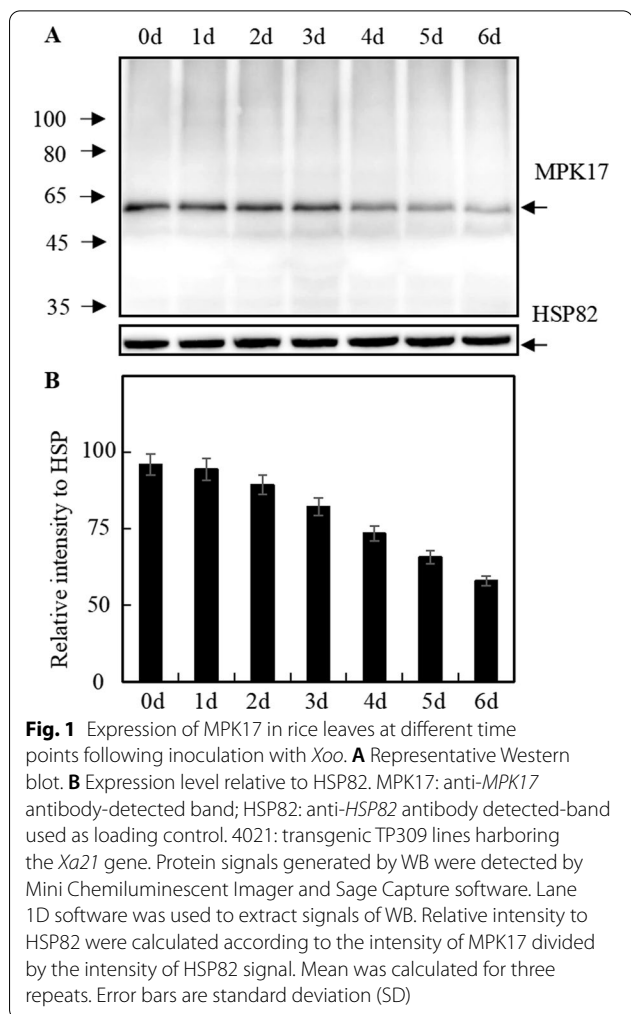 A
0d 1d 2d 3d 4d 5d 6d
100
80
65
45
35
MPK17
HSP82
B
Relative intensity to HSP
100
75
50
0
0d 1d 2d 3d 4d 5d 6d
Fig. 1 Expression of MPK17 in rice leaves at different time
points following inoculation with Xoo. A Representative Western
blot. B Expression level relative to HSP82. MPK17: anti-MPK17
antibody-detected band; HSP82: anti-HSP82 antibody detected-band
used as loading control. 4021: transgenic TP309 lines harboring
the Xa21 gene. Protein signals generated by WB were detected by
Mini Chemiluminescent Imager and Sage Capture software. Lane
1D software was used to extract signals of WB. Relative intensity to
HSP82 were calculated according to the intensity of MPK17 divided
by the intensity of HSP82 signal. Mean was calculated for three
repeats. Error bars are standard deviation (SD)